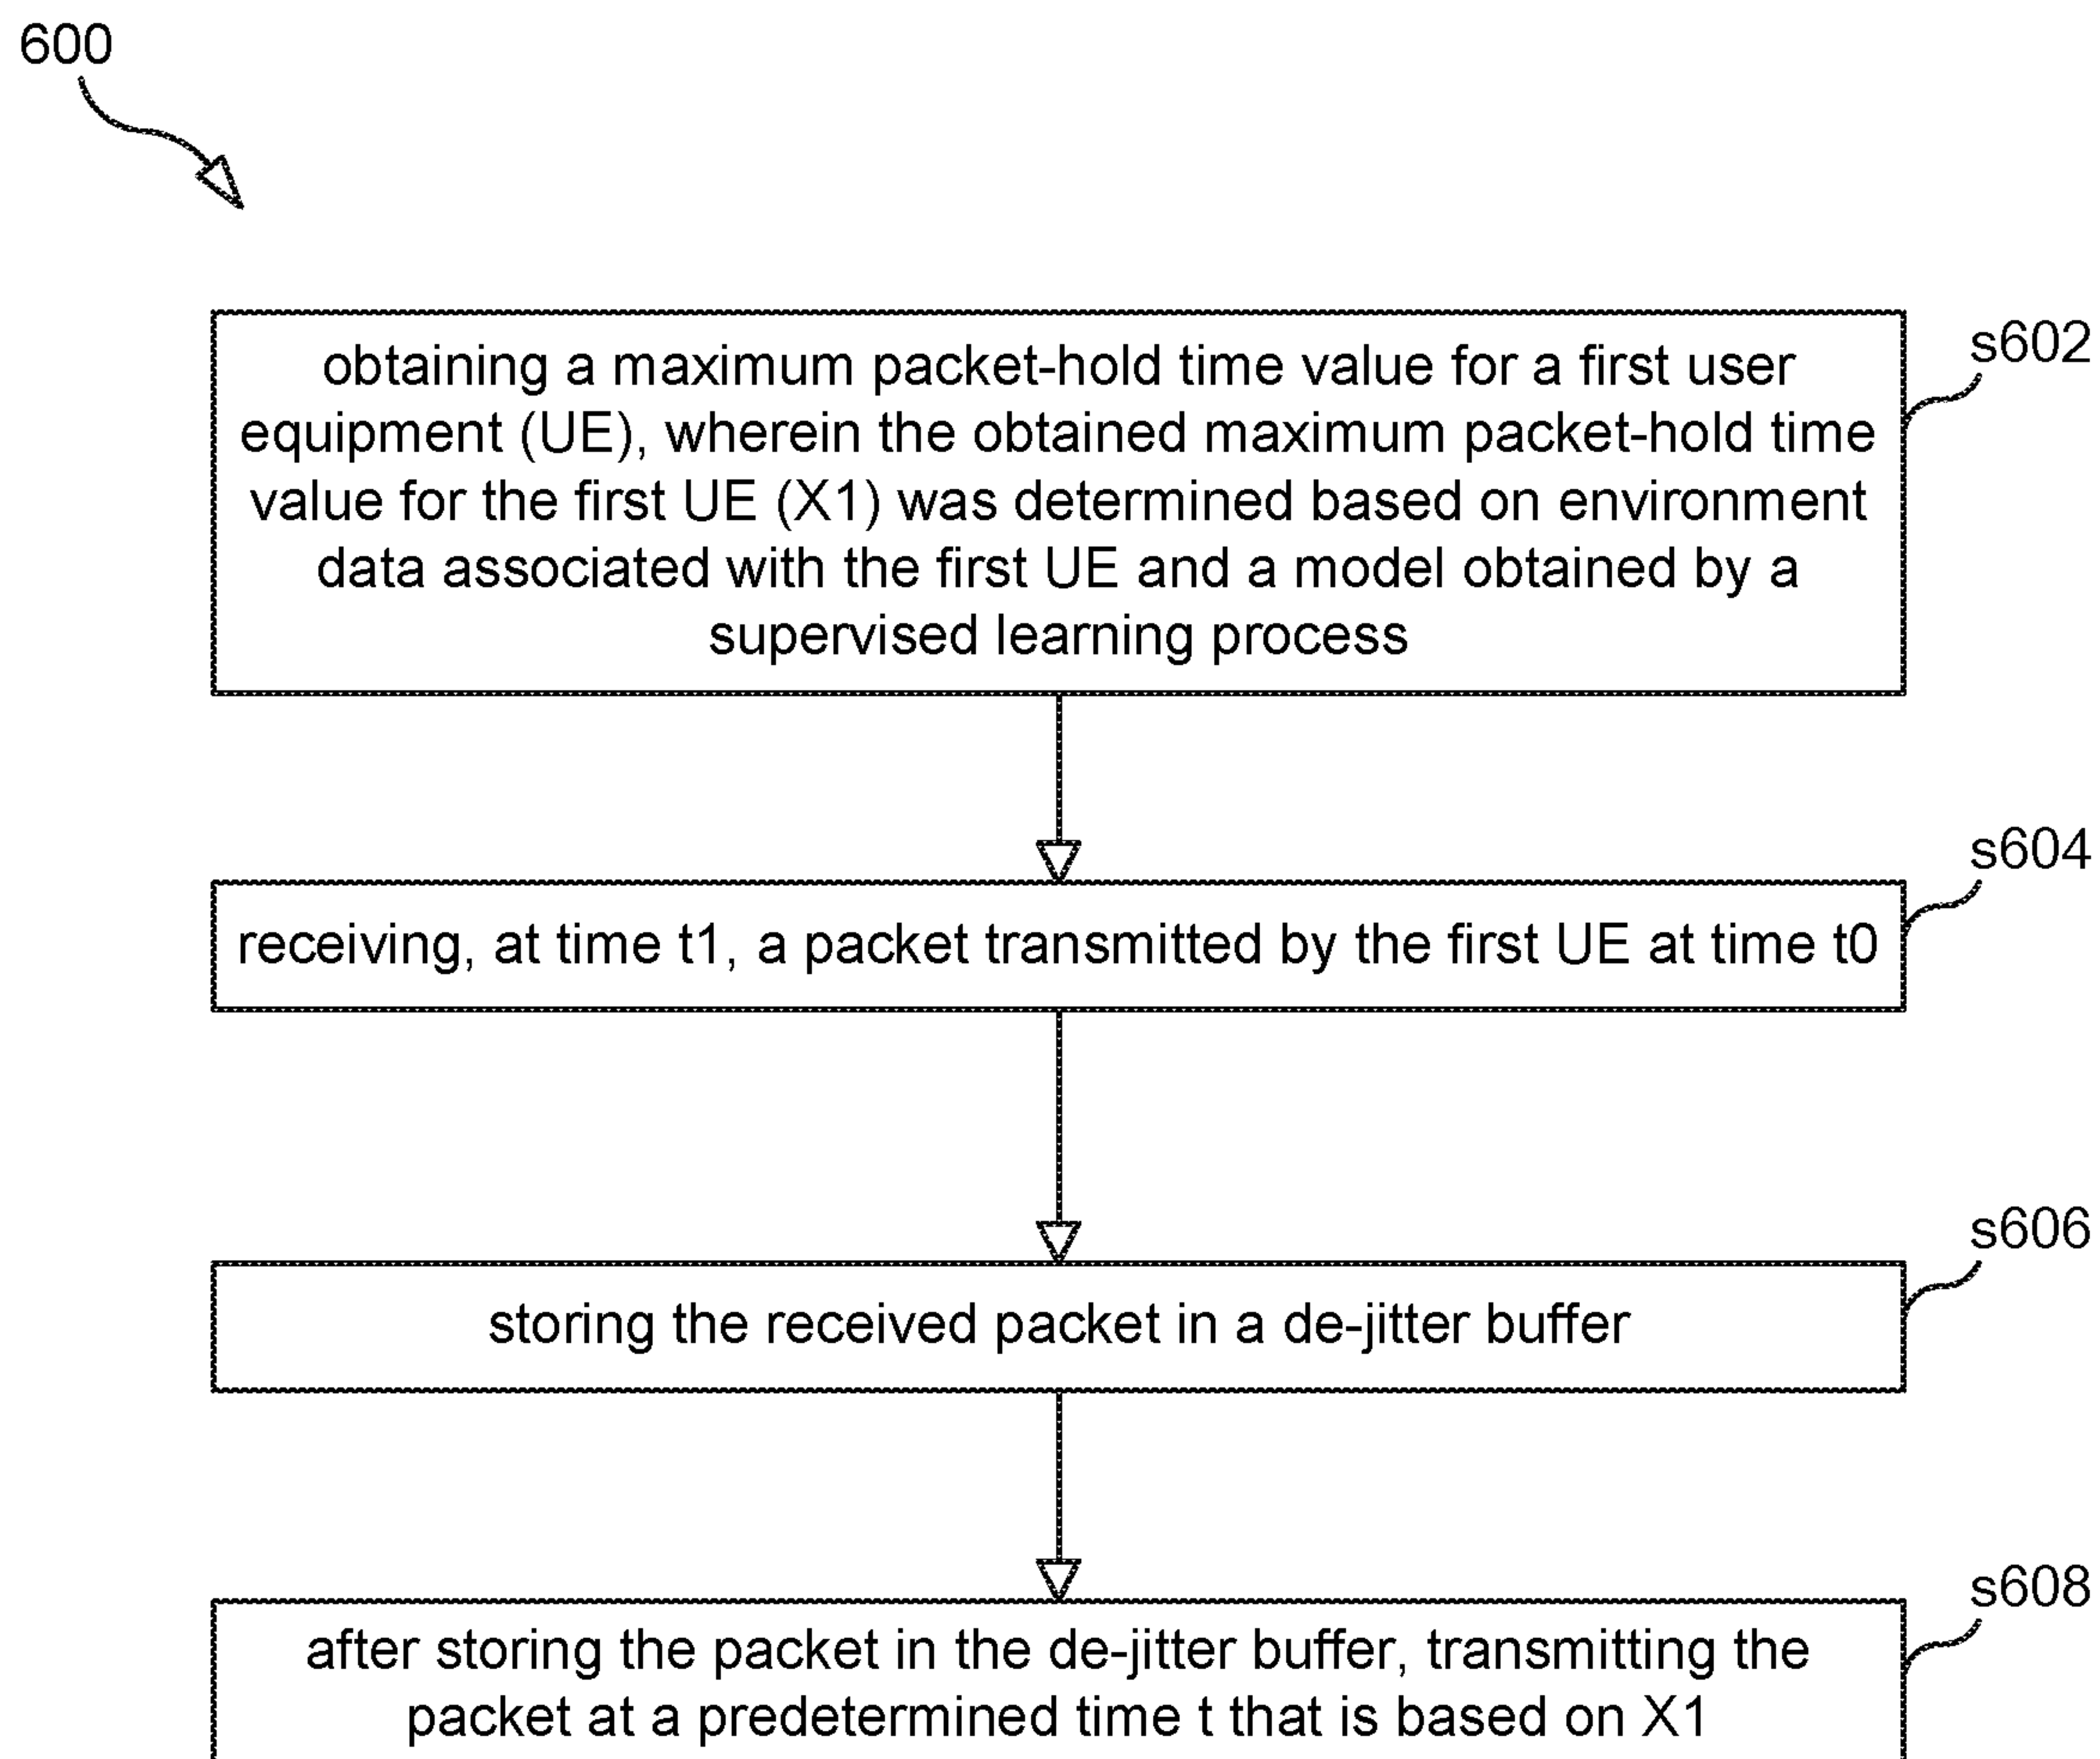 600
s602
obtaining a maximum packet-hold time value for a first user
equipment (UE), wherein the obtained maximum packet-hold time
value for the first UE (X1) was determined based on environment
data associated with the first UE and a model obtained by a
supervised learning process
s604
receiving, at time t1, a packet transmitted by the first UE at time t0
s606
storing the received packet in a de-jitter buffer
s608
after storing the packet in the de-jitter buffer, transmitting the
packet at a predetermined time t that is based on X1